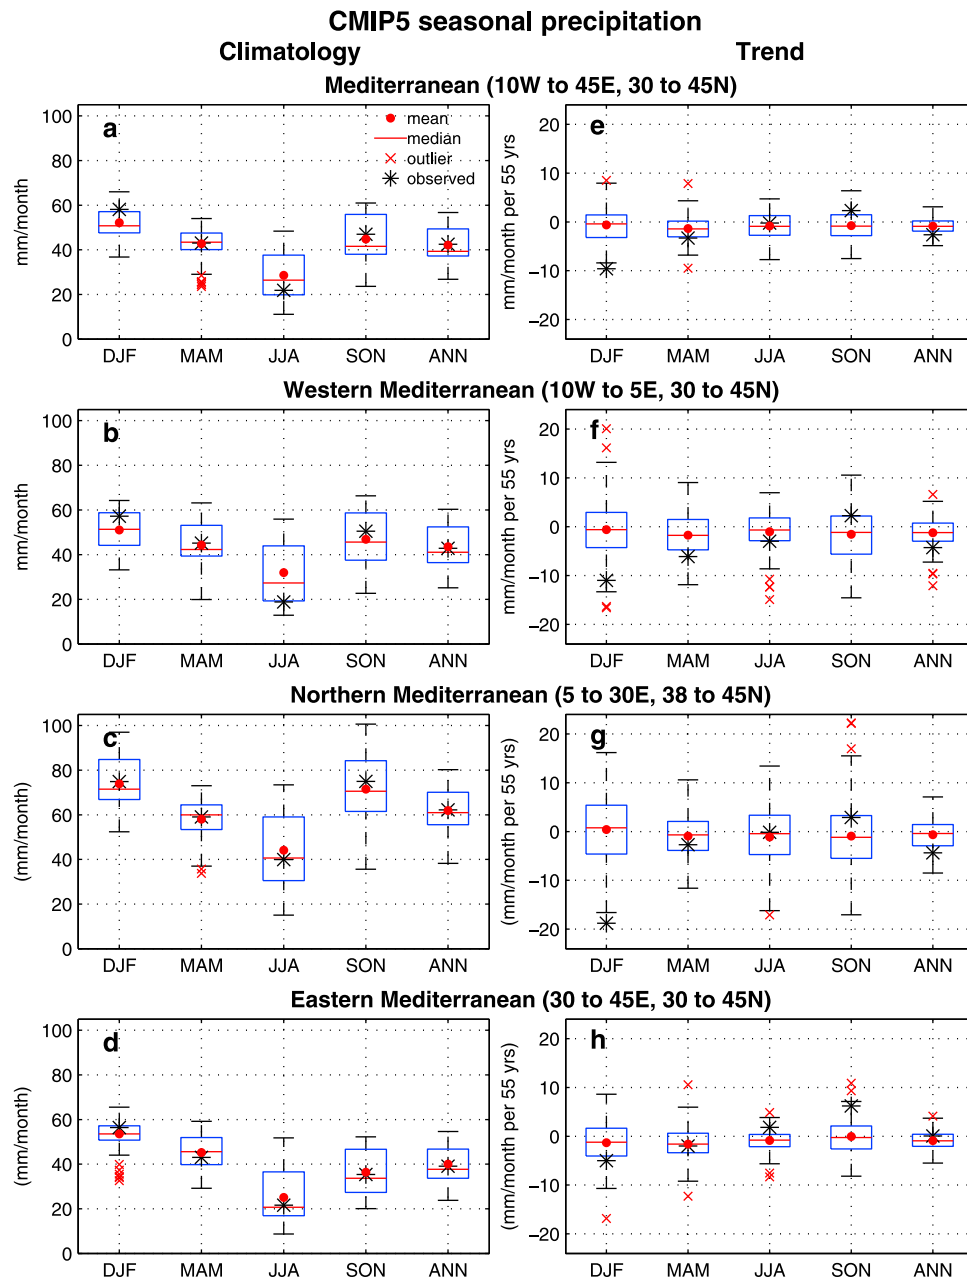 CMIP5 seasonal precipitation
Climatology Trend
Mediterranean (10W to 45E, 30 to 45N)
a
mean
median
outlier
observed
mm/month
100
80
60
40
20
0
DJF MAM JJA SON ANN
e
mm/month per 55 yrs
20
10
0
−10
−20
DJF MAM JJA SON ANN
Western Mediterranean (10W to 5E, 30 to 45N)
b
mm/month
100
80
60
40
20
0
DJF MAM JJA SON ANN
f
mm/month per 55 yrs
20
10
0
−10
−20
DJF MAM JJA SON ANN
Northern Mediterranean (5 to 30E, 38 to 45N)
c
(mm/month)
100
80
60
40
20
0
DJF MAM JJA SON ANN
g
(mm/month per 55 yrs)
20
10
0
−10
−20
DJF MAM JJA SON ANN
Eastern Mediterranean (30 to 45E, 30 to 45N)
d
(mm/month)
100
80
60
40
20
0
DJF MAM JJA SON ANN
h
(mm/month per 55 yrs)
20
10
0
−10
−20
DJF MAM JJA SON ANN